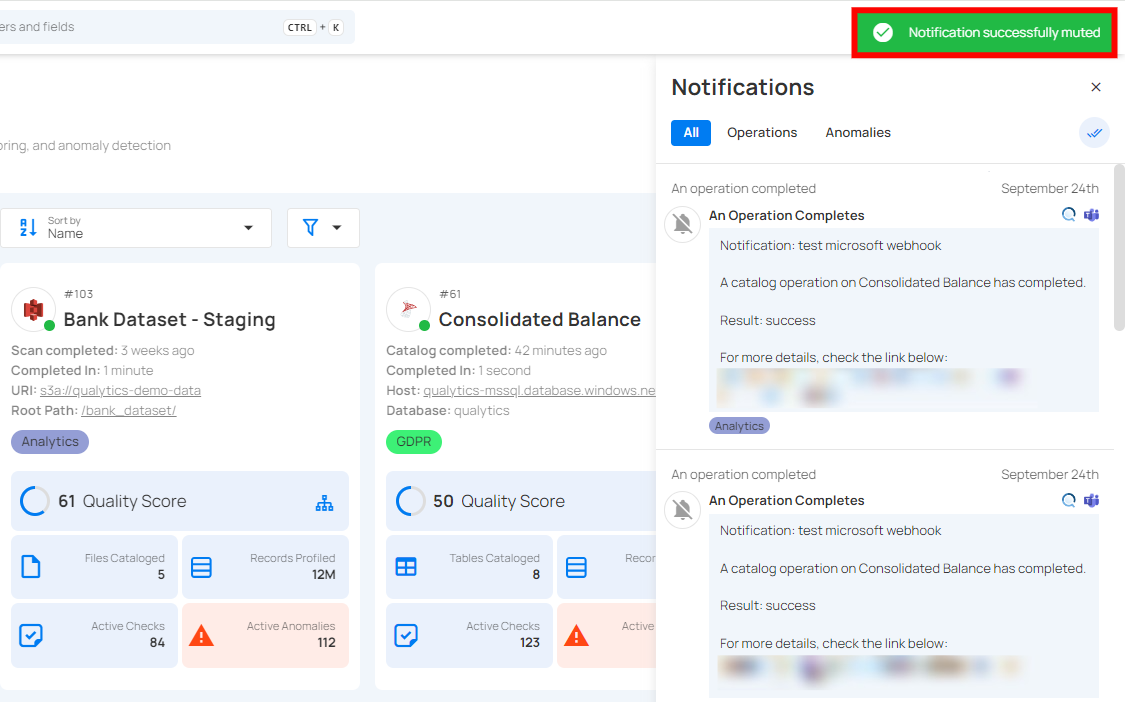 ers and fields
CTRL + K
Notification successfully muted
Notifications
All
Operations
Anomalies
oring, and anomaly detection
Sort by
Name
An operation completed
September 24th
An Operation Completes
Notification: test microsoft webhook
A catalog operation on Consolidated Balance has completed.
Result: success
For more details, check the link below:
Analytics
An operation completed
September 24th
An Operation Completes
Notification: test microsoft webhook
A catalog operation on Consolidated Balance has completed.
Result: success
For more details, check the link below:
#103
Bank Dataset - Staging
Scan completed: 3 weeks ago
Completed In: 1 minute
URI: s3a://qualytics-demo-data
Root Path: /bank_dataset/
Analytics
61 Quality Score
Files Cataloged
5
Records Profiled
12M
Active Checks
84
Active Anomalies
112
#61
Consolidated Balance
Catalog completed: 42 minutes ago
Completed In: 1 second
Host: qualytics-mssql.database.windows.ne
Database: qualytics
GDPR
50 Quality Score
Tables Cataloged
8
Recor
Active Checks
123
Active